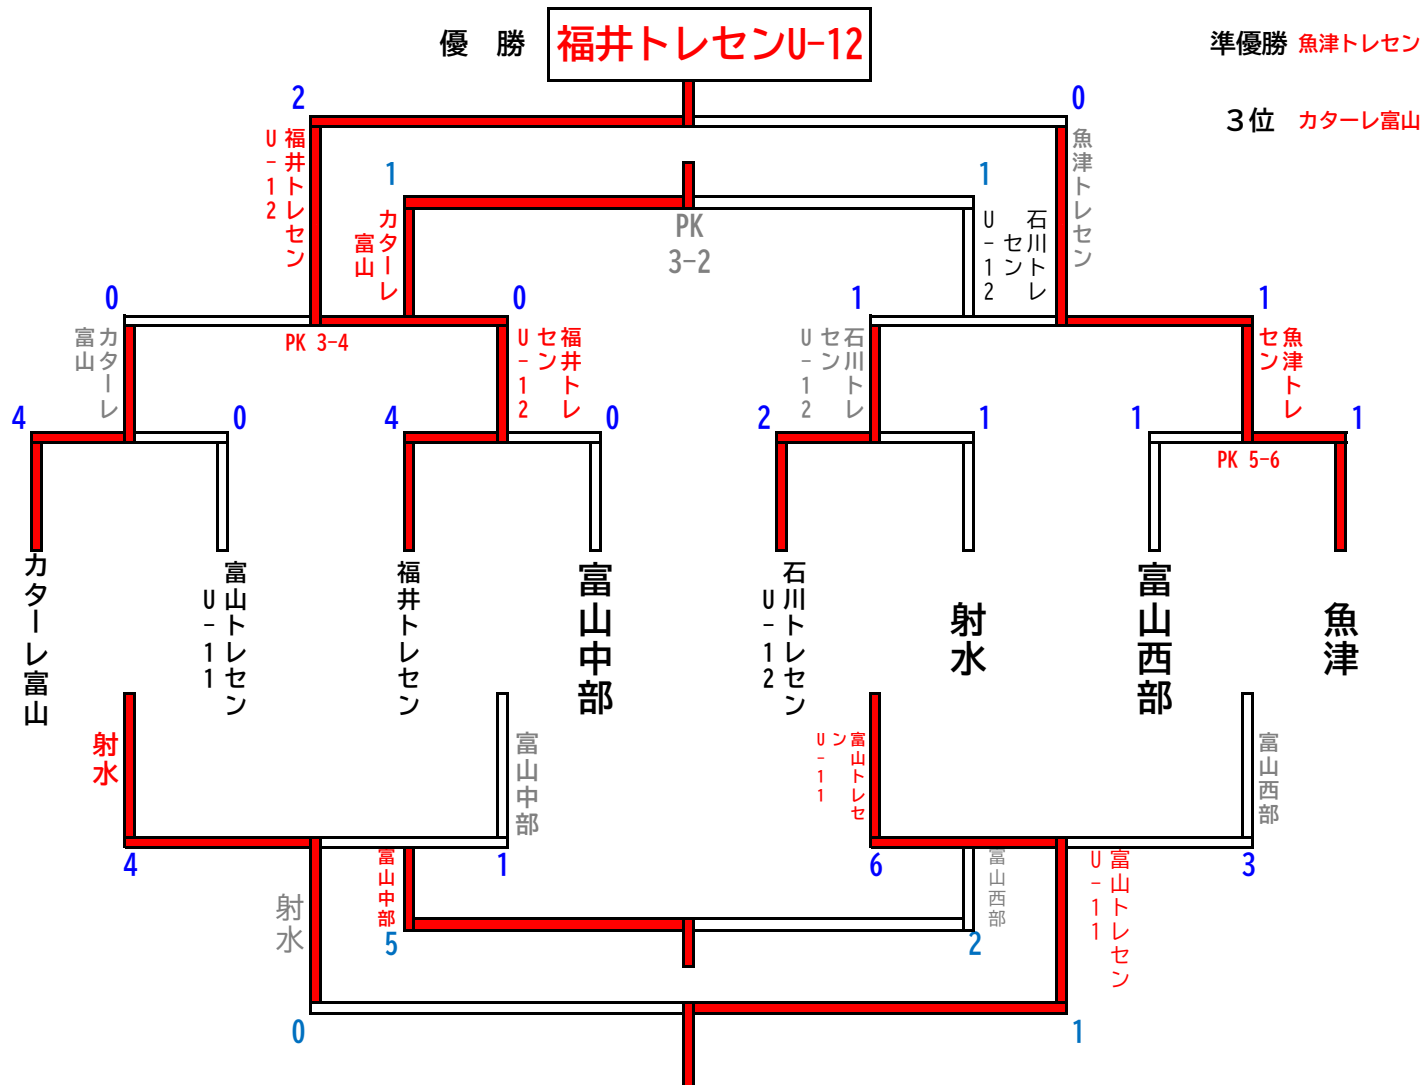 優　勝
福井トレセンU-12
準優勝 魚津トレセン
３位 カターレ富山
2
0
福井トレセン
U-12
魚津トレセン
1
1
カターレ
富山
PK
3-2
石川トレ
セン
U-12
0
0
1
1
PK 3-4
カターレ
富山
福井トレ
セン
U-12
石川トレ
セン
U-12
魚津トレ
セン
4
0
4
0
2
1
1
1
PK 5-6
カターレ富山
富山トレセン
U-11
福井トレセン
富山中部
石川トレセン
U-12
射水
富山西部
魚津
射水
富山中部
富山トレセ
ン
U-11
富山西部
4
1
6
3
射水
富山中部
富山西部
富山トレセン
U-11
5
2
0
1